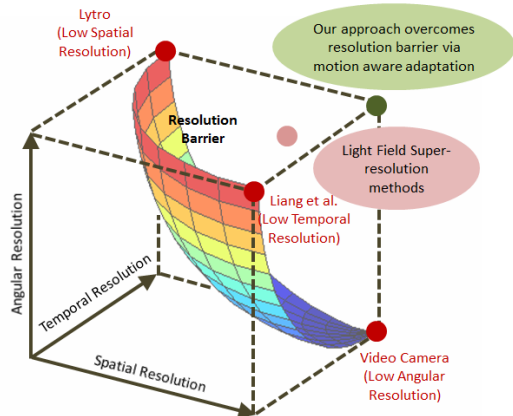 Lytro
(Low Spatial
Resolution)
Our approach overcomes
resolution barrier via
motion aware adaptation
Resolution
Barrier
Light Field Super-
resolution
methods
Liang et al.
(Low Temporal
Resolution)
Angular Resolution
Temporal Resolution
Spatial Resolution
Video Camera
(Low Angular
Resolution)